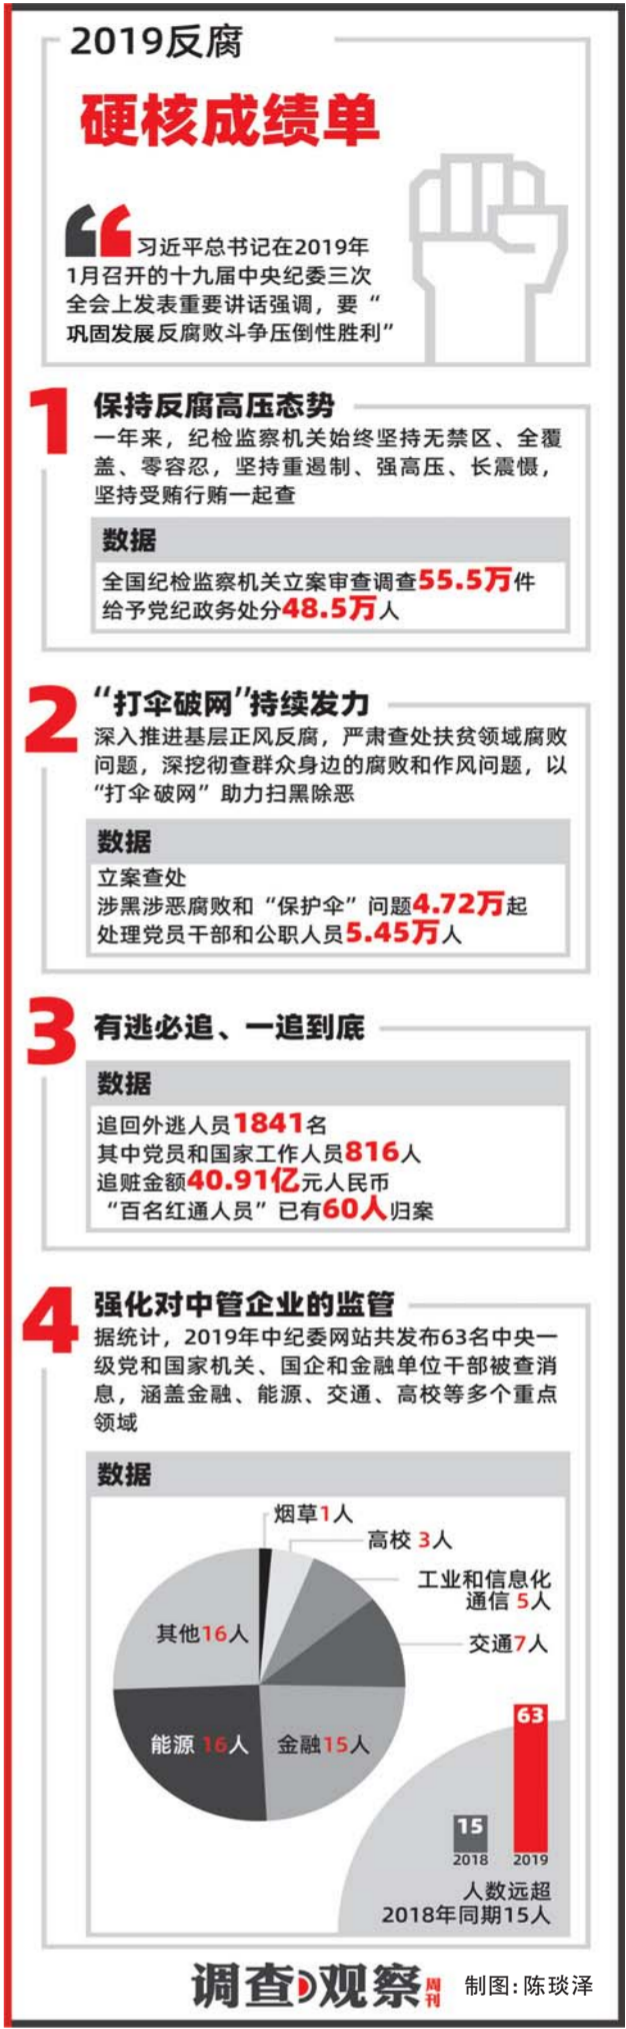 2019反腐
硬核成绩单
习近平总书记在2019年
1月召开的十九届中央纪委三次
全会上发表重要讲话强调，要“
巩固发展反腐败斗争压倒性胜利”
1
保持反腐高压态势
一年来，纪检监察机关始终坚持无禁区、全覆
盖、零容忍，坚持重遏制、强高压、长震慑，
坚持受贿行贿一起查
数据
全国纪检监察机关立案审查调查55.5万件
给予党纪政务处分48.5万人
2
“打伞破网”持续发力
深入推进基层正风反腐，严肃查处扶贫领域腐败
问题，深挖彻查群众身边的腐败和作风问题，以
“打伞破网”助力扫黑除恶
数据
立案查处
涉黑涉恶腐败和“保护伞”问题4.72万起
处理党员干部和公职人员5.45万人
3
有逃必追、一追到底
数据
追回外逃人员1841名
其中党员和国家工作人员816人
追赃金额40.91亿元人民币
“百名红通人员”已有60人归案
4
强化对中管企业的监管
据统计，2019年中纪委网站共发布63名中央一
级党和国家机关、国企和金融单位干部被查消
息，涵盖金融、能源、交通、高校等多个重点
领域
数据
烟草1人
高校 3人
工业和信息化
通信 5人
交通7人
其他16人
能源 16人
金融15人
63
15
2018
2019
人数远超
2018年同期15人
调查观察周刊
制图：陈琰泽